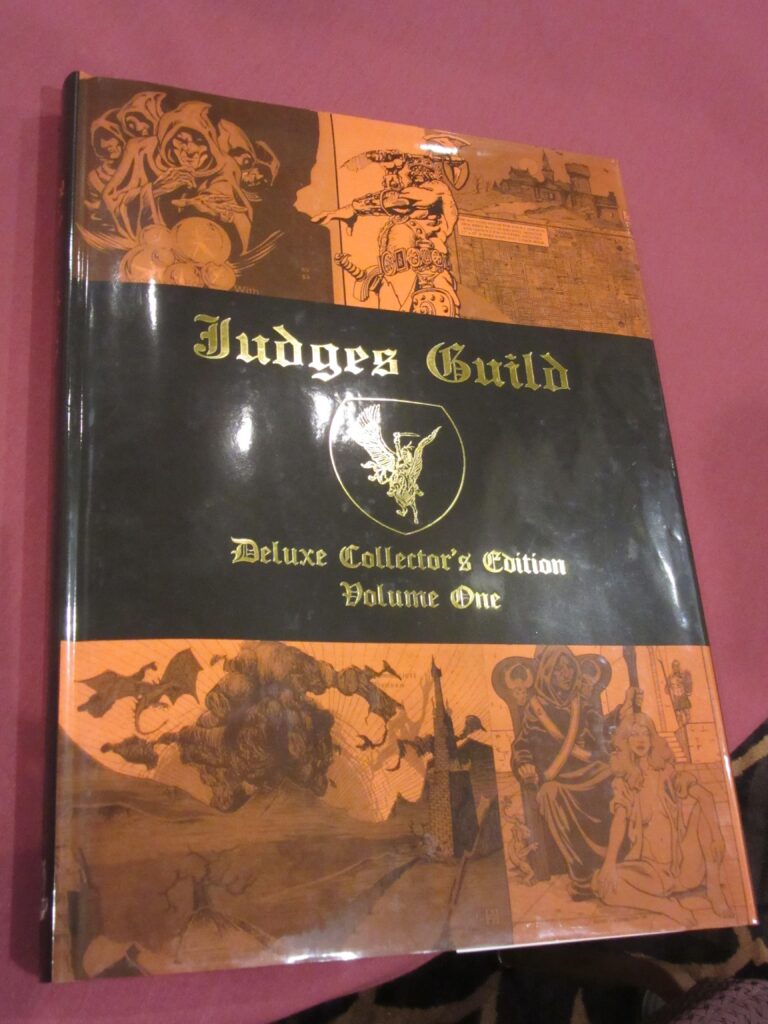 Judges Guild
Deluxe Collector's Edition
Volume One